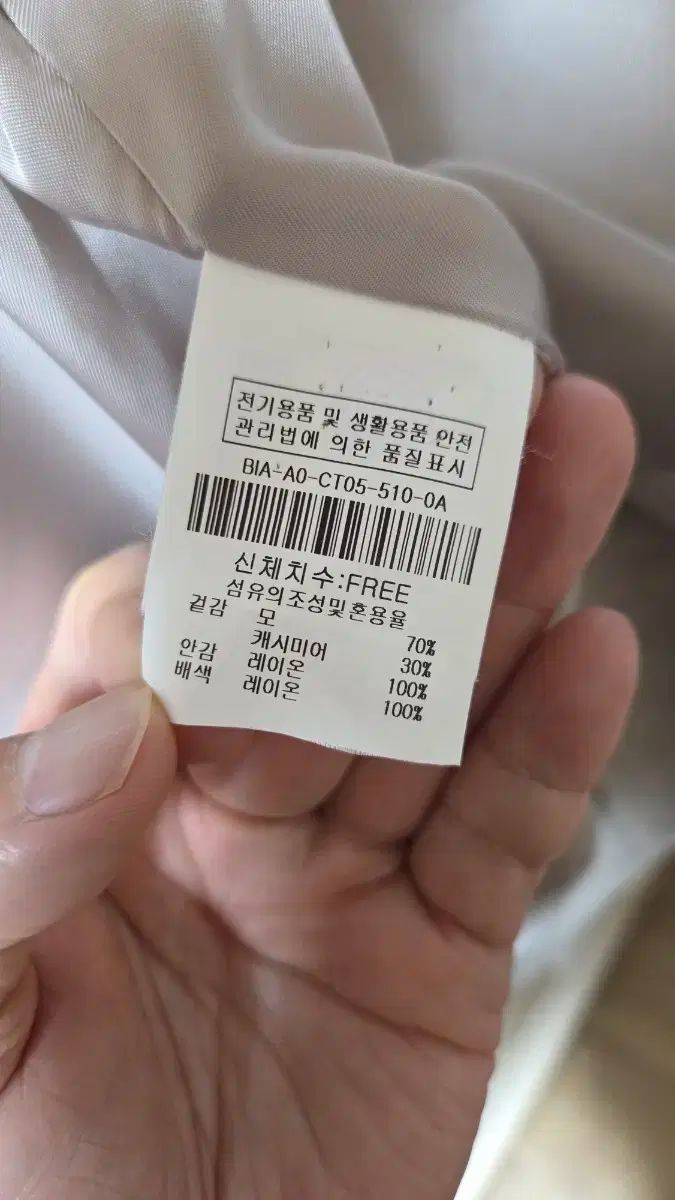 전기용품 및 생활용품 안전
관리법에 의한 품질표시
BIA-A0-CT05-510-0A
신체치수:FREE
섬유의조성및혼용율
겉감 모 70%
캐시미어 30%
안감 레이온 100%
배색 레이온 100%